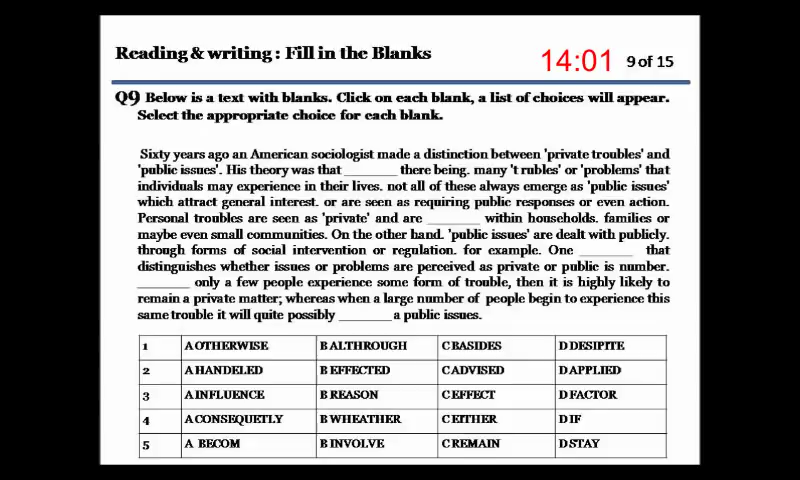 Reading & writing : Fill in the Blanks
14:01
9 of 15
Q9 Below is a text with blanks. Click on each blank, a list of choices will appear.
Select the appropriate choice for each blank.
Sixty years ago an American sociologist made a distinction between 'private troubles' and
'public issues'. His theory was that _______ there being. many 't rubles' or 'problems' that
individuals may experience in their lives. not all of these always emerge as 'public issues'
which attract general interest. or are seen as requiring public responses or even action.
Personal troubles are seen as 'private' and are _______ within households. families or
maybe even small communities. On the other hand. 'public issues' are dealt with publicly.
through forms of social intervention or regulation. for example. One _______ that
distinguishes whether issues or problems are perceived as private or public is number.
_______ only a few people experience some form of trouble, then it is highly likely to
remain a private matter; whereas when a large number of people begin to experience this
same trouble it will quite possibly _______ a public issues.
1 A OTHERWISE B ALTHROUGH C BASIDES D DESIPITE
2 A HANDELED B EFFECTED C ADVISED D APPLIED
3 A INFLUENCE B REASON C EFFECT D FACTOR
4 A CONSEQUETLY B WHEATHER C EITHER D IF
5 A BECOM B INVOLVE C REMAIN D STAY